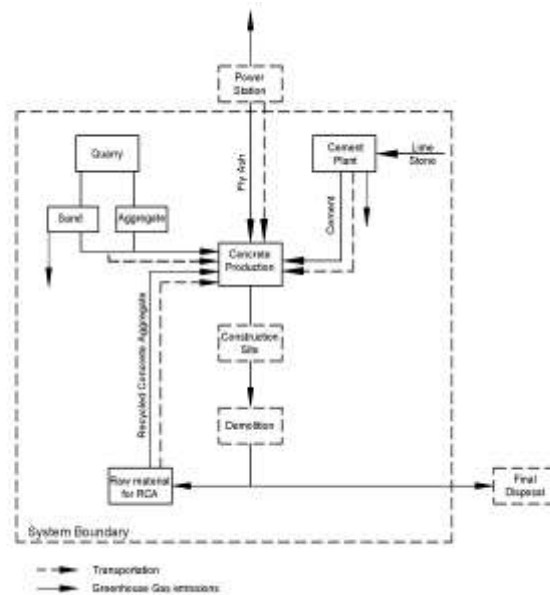 Power
Station
Quarry
Cement
Plant
Lime
Stone
Fly Ash
Sand
Aggregate
Cement
Concrete
Production
Recycled Concrete Aggregate
Construction
Site
Demolition
Raw material
for RCA
Final
Disposal
System Boundary
Transportation
Greenhouse Gas emissions